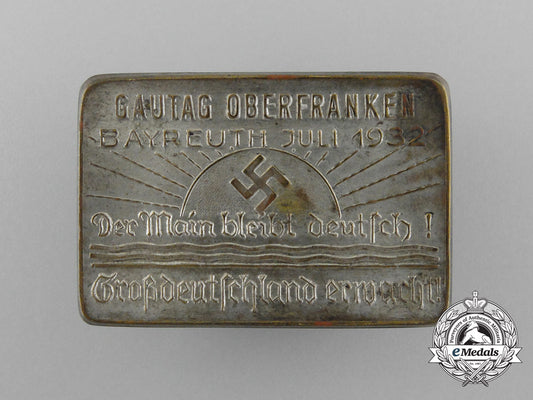 GAUTAG OBERFRANKEN
BAYREUTH JULI 1932
Der Main bleibt deutsch!
Großdeutschland erwacht!
eMedals